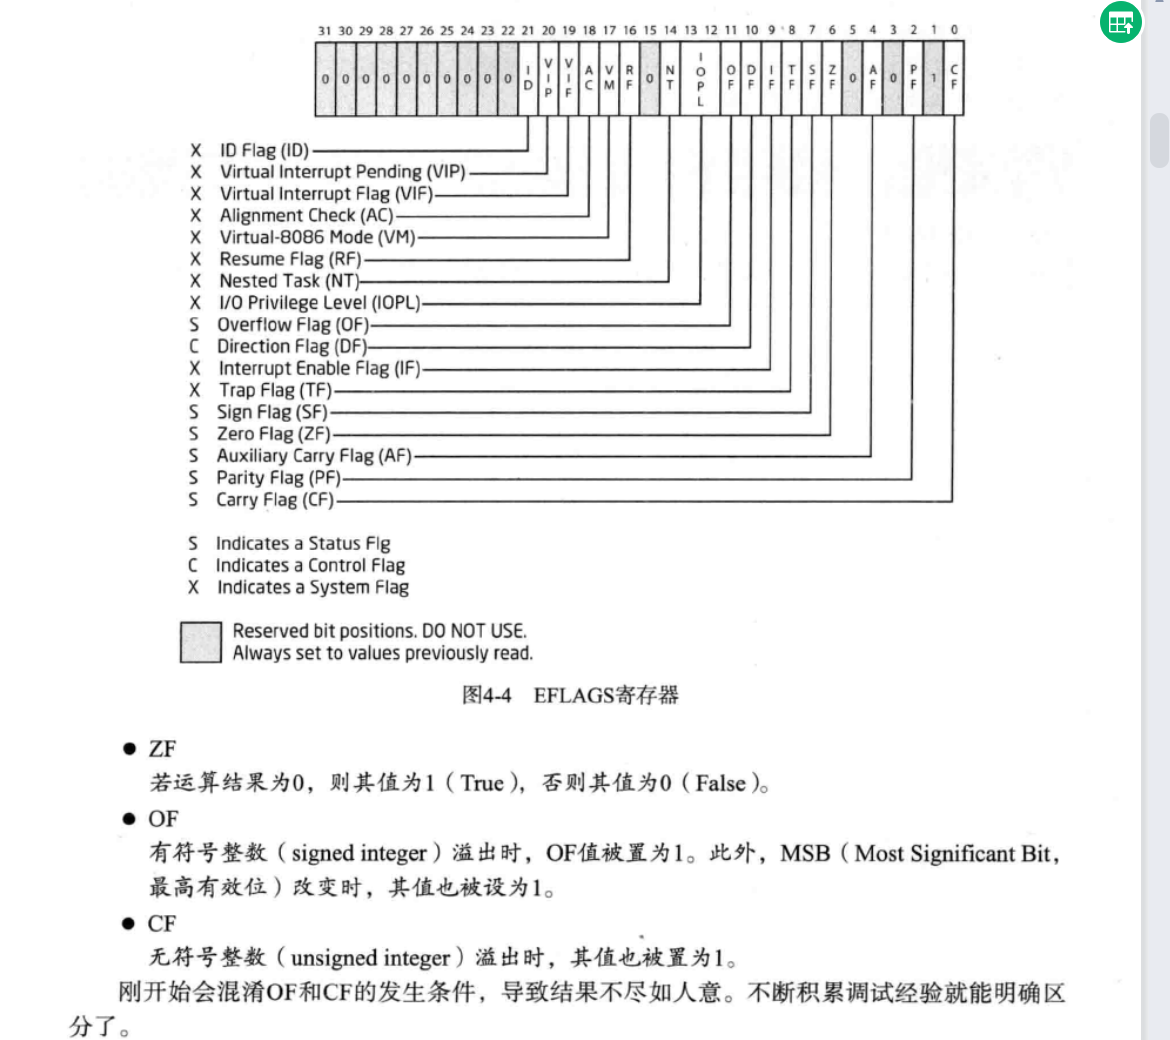 31 30 29 28 27 26 25 24 23 22 21 20 19 18 17 16 15 14 13 12 11 10 9 8 7 6 5 4 3 2 1 0
0 0 0 0 0 0 0 0 0 0 ID VIP VIF AC VM RF 0 NT IOPL OF DF IF TF SF ZF 0 AF 0 PF 1 CF
X ID Flag (ID)
X Virtual Interrupt Pending (VIP)
X Virtual Interrupt Flag (VIF)
X Alignment Check (AC)
X Virtual-8086 Mode (VM)
X Resume Flag (RF)
X Nested Task (NT)
X I/O Privilege Level (IOPL)
S Overflow Flag (OF)
C Direction Flag (DF)
X Interrupt Enable Flag (IF)
X Trap Flag (TF)
S Sign Flag (SF)
S Zero Flag (ZF)
S Auxiliary Carry Flag (AF)
S Parity Flag (PF)
S Carry Flag (CF)
S Indicates a Status Flg
C Indicates a Control Flag
X Indicates a System Flag
Reserved bit positions. DO NOT USE.
Always set to values previously read.
图4-4 EFLAGS寄存器
● ZF
若运算结果为0，则其值为1（True），否则其值为0（False）。
● OF
有符号整数（signed integer）溢出时，OF值被置为1。此外，MSB（Most Significant Bit，
最高有效位）改变时，其值也被设为1。
● CF
无符号整数（unsigned integer）溢出时，其值也被置为1。
刚开始会混淆OF和CF的发生条件，导致结果不尽如人意。不断积累调试经验就能明确区
分了。